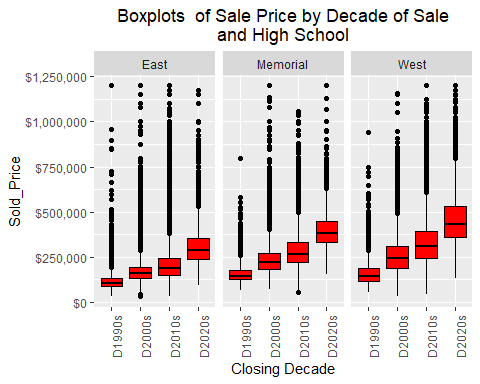 Boxplots  of Sale Price by Decade of Sale
and High School
East Memorial West
$1,250,000
$1,000,000
$750,000
$500,000
$250,000
$0
Sold_Price
D1990s D2000s D2010s D2020s D1990s D2000s D2010s D2020s D1990s D2000s D2010s D2020s
Closing Decade